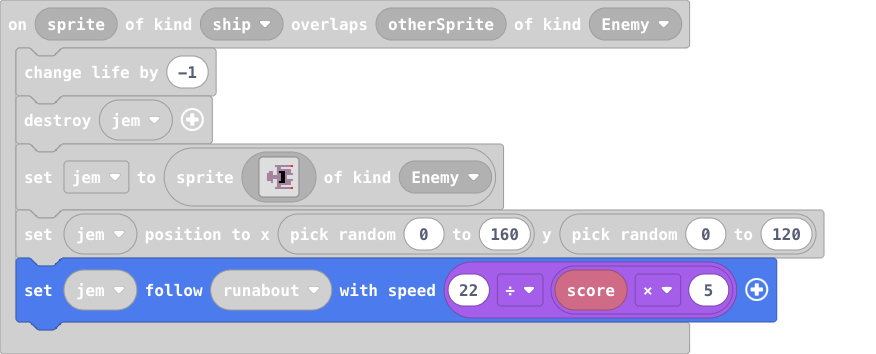 on sprite of kind ship overlaps otherSprite of kind Enemy
change life by -1
destroy jem
set jem to sprite of kind Enemy
set jem position to x pick random 0 to 160 y pick random 0 to 120
set jem follow runabout with speed 22 ÷ score × 5